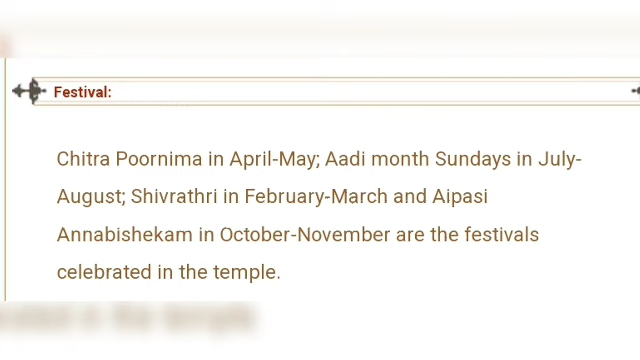 Festival:
Chitra Poornima in April-May; Aadi month Sundays in July-
August; Shivrathri in February-March and Aipasi
Annabishekam in October-November are the festivals
celebrated in the temple.